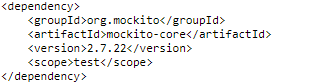 <dependency>
    <groupId>org.mockito</groupId>
    <artifactId>mockito-core</artifactId>
    <version>2.7.22</version>
    <scope>test</scope>
</dependency>